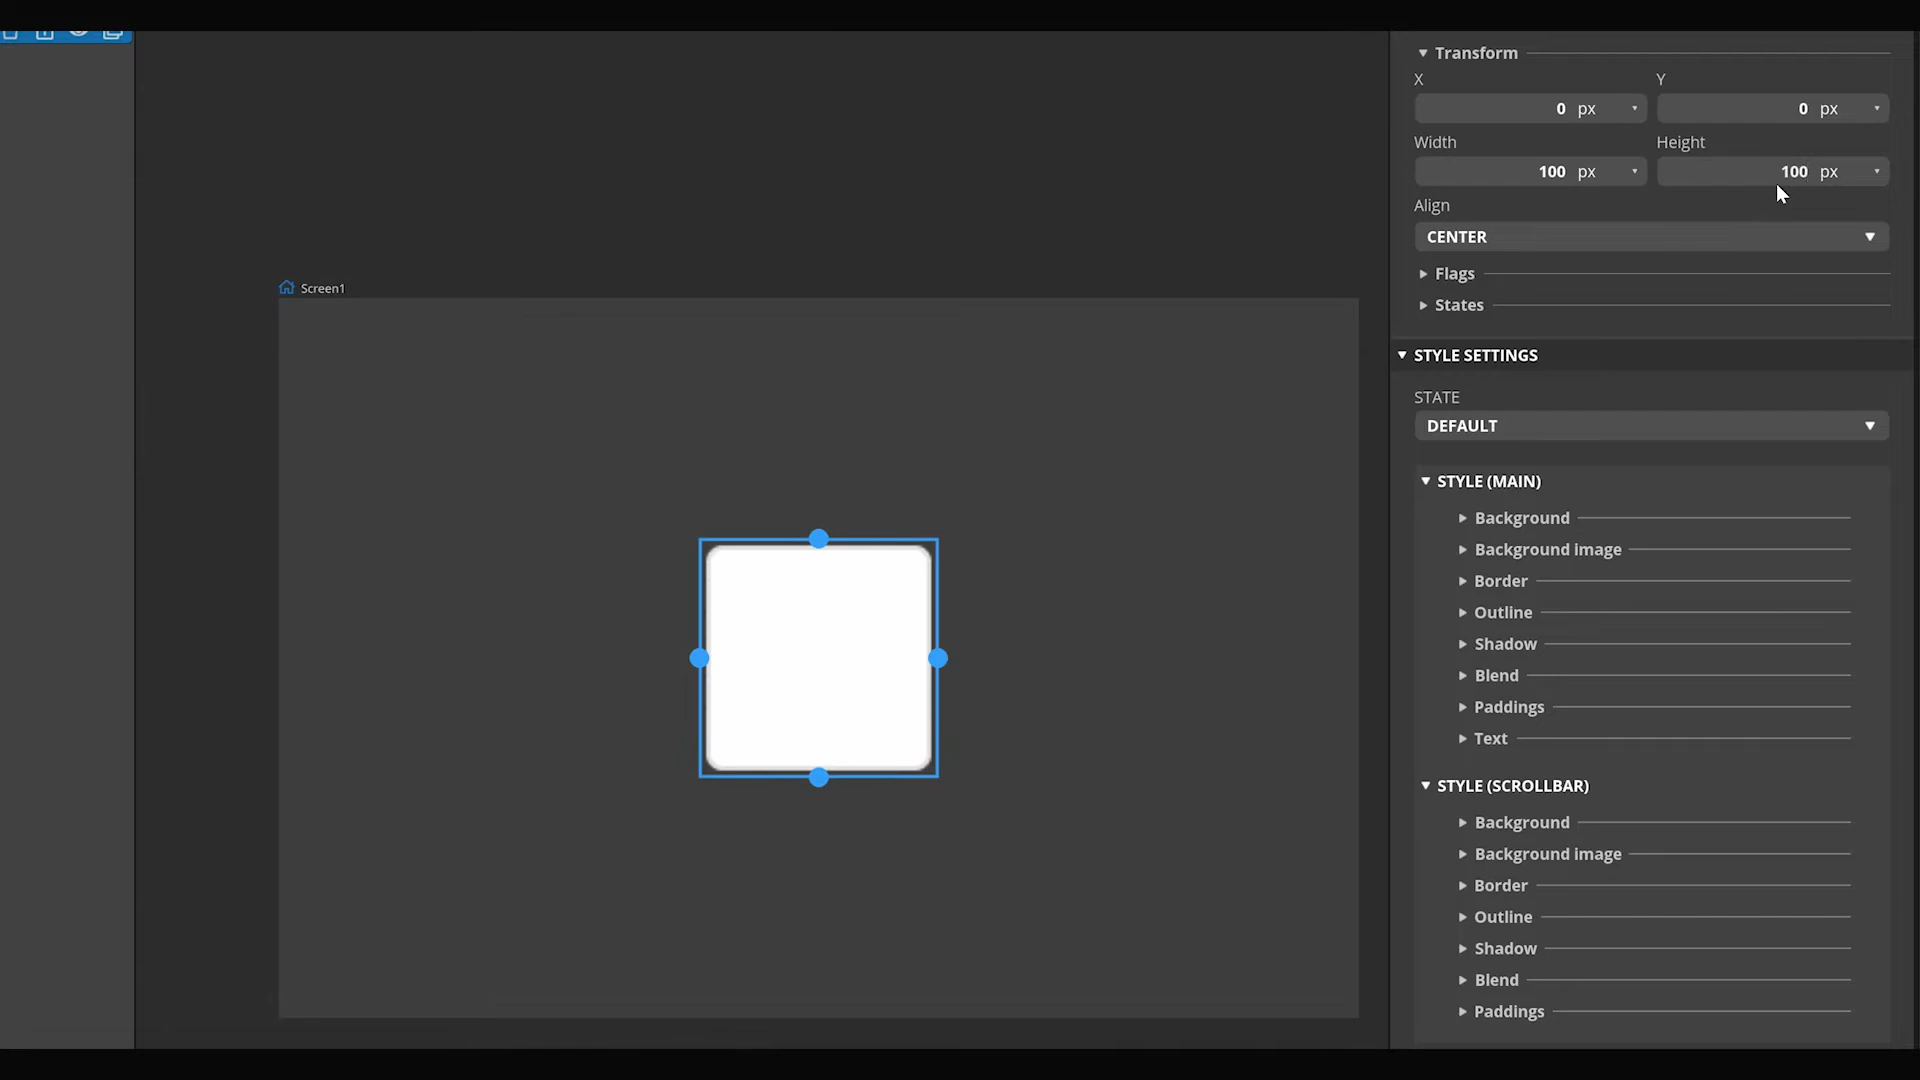 Transform
X Y
0 px 0 px
Width Height
100 px 100 px
Align
CENTER
Flags
States
Screen1
STYLE SETTINGS
STATE
DEFAULT
STYLE (MAIN)
Background
Background image
Border
Outline
Shadow
Blend
Paddings
Text
STYLE (SCROLLBAR)
Background
Background image
Border
Outline
Shadow
Blend
Paddings